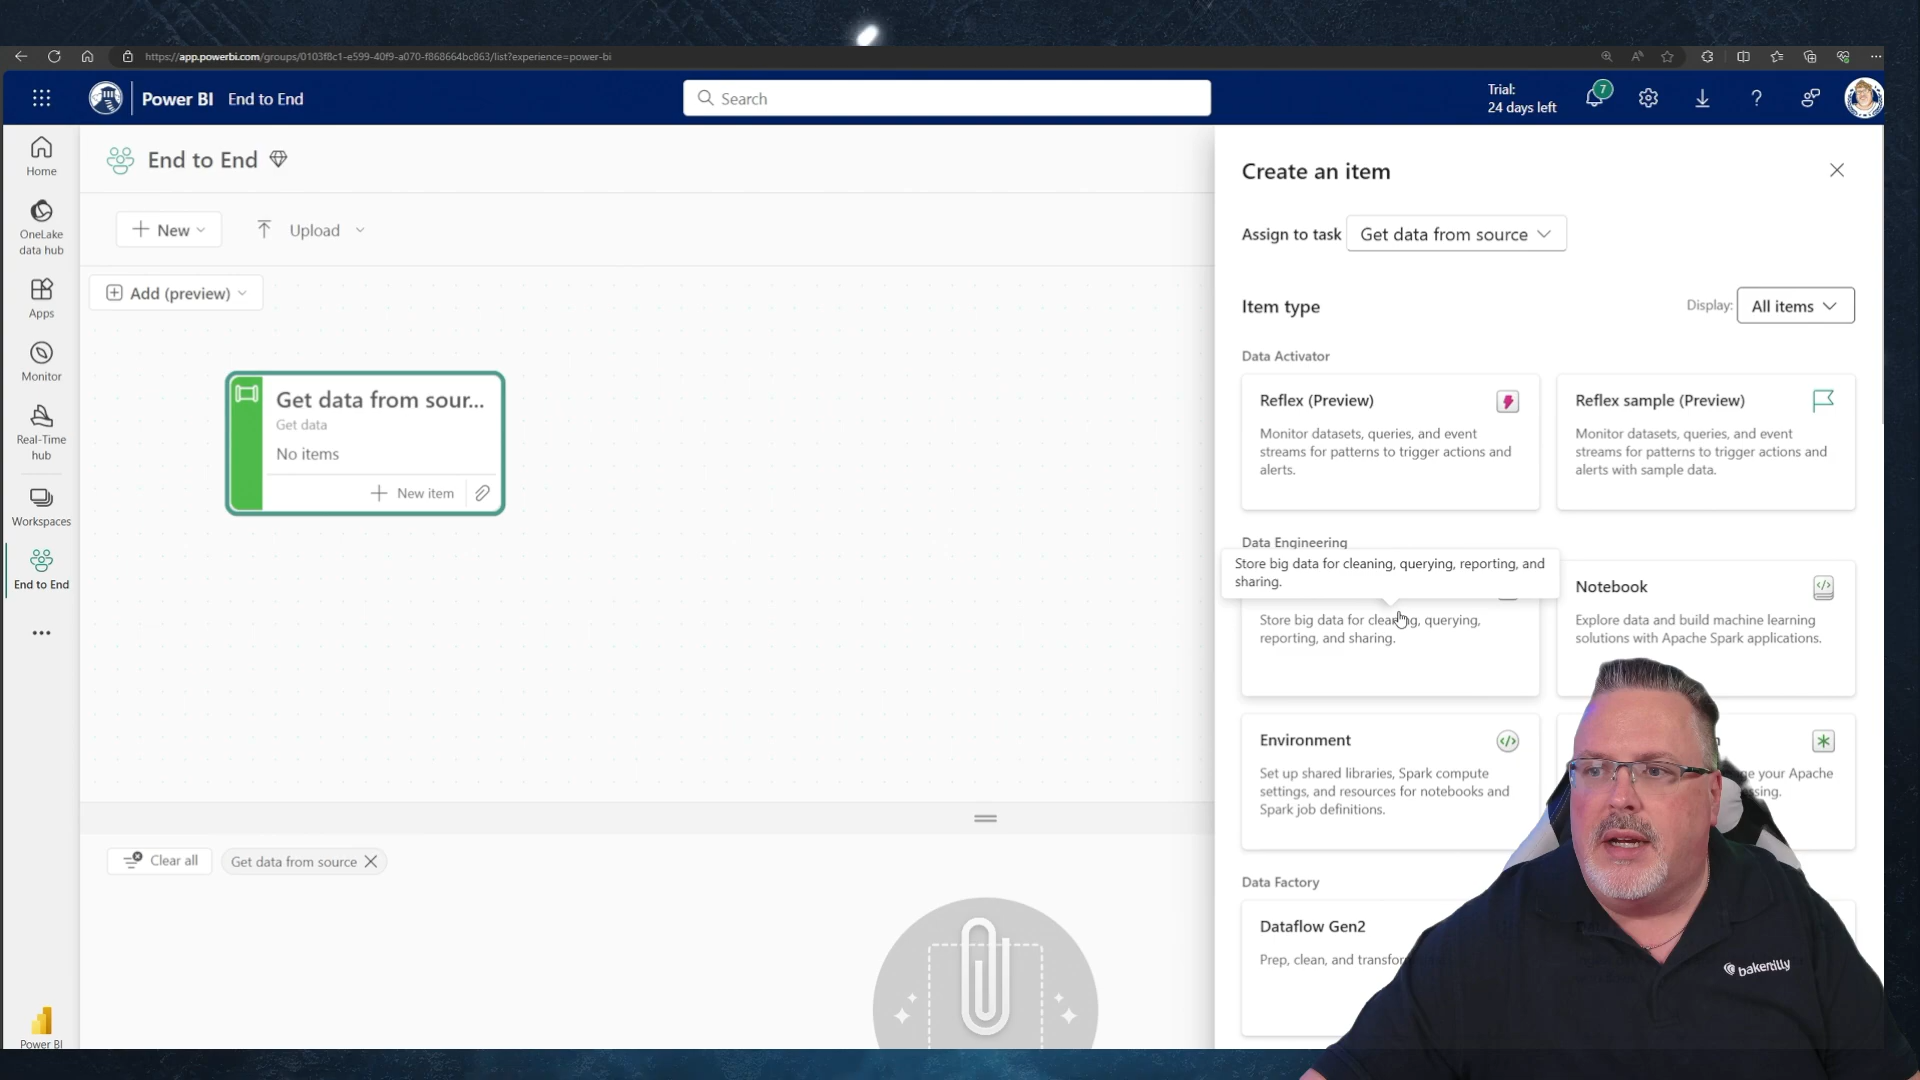 https://app.powerbi.com/groups/0103f8c1-e599-40f9-a070-f868664bc863/list?experience=power-bi
Power BI End to End
Search
Trial:
24 days left
7
Home
OneLake
data hub
Apps
Monitor
Real-Time
hub
Workspaces
End to End
Power BI
End to End
New
Upload
Add (preview)
Get data from sour...
Get data
No items
New item
Clear all
Get data from source
Create an item
Assign to task
Get data from source
Item type
Display:
All items
Data Activator
Reflex (Preview)
Monitor datasets, queries, and event
streams for patterns to trigger actions and
alerts.
Reflex sample (Preview)
Monitor datasets, queries, and event
streams for patterns to trigger actions and
alerts with sample data.
Data Engineering
Store big data for cleaning, querying, reporting, and
sharing.
Store big data for cleaning, querying,
reporting, and sharing.
Notebook
Explore data and build machine learning
solutions with Apache Spark applications.
Environment
Set up shared libraries, Spark compute
settings, and resources for notebooks and
Spark job definitions.
your Apache
Data Factory
Dataflow Gen2
Prep, clean, and
bakertilly